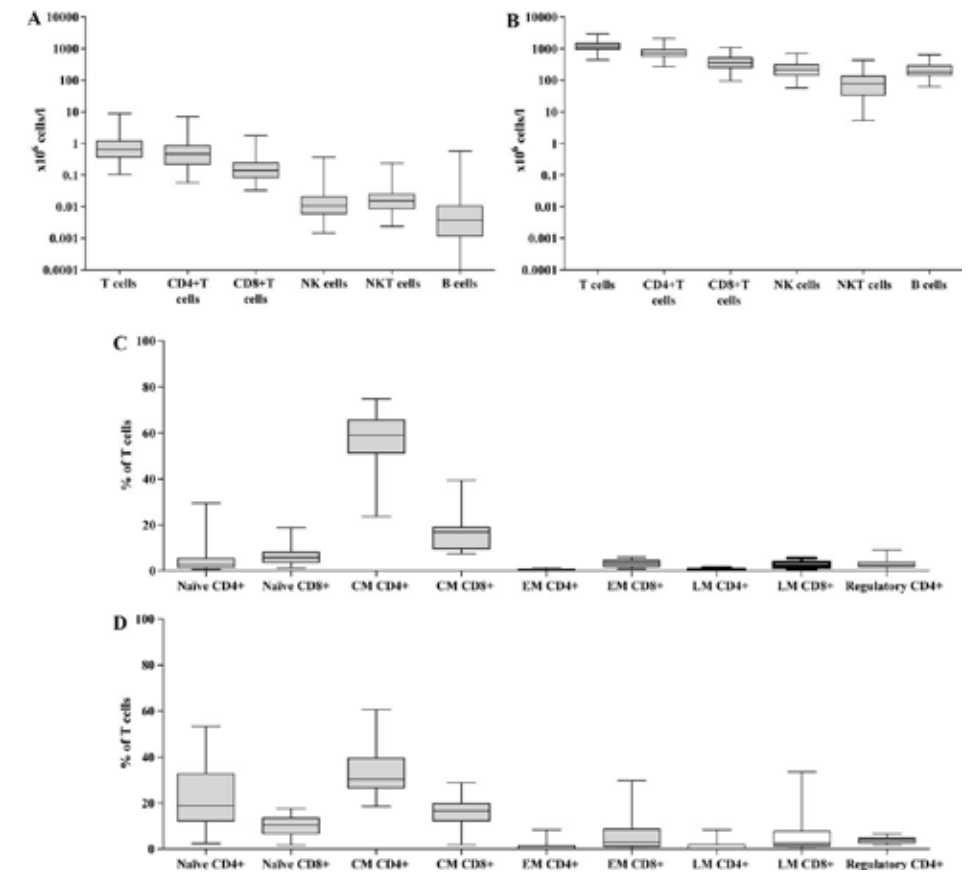 A
10000
1000
100
10
1
0.1
0.01
0.001
0.0001
x10⁶ cells/l
T cells CD4+T cells CD8+T cells NK cells NKT cells B cells
B
10000
1000
100
10
1
0.1
0.01
0.001
0.0001
x10⁶ cells/l
T cells CD4+T cells CD8+T cells NK cells NKT cells B cells
C
100
80
60
40
20
0
% of T cells
Naïve CD4+ Naïve CD8+ CM CD4+ CM CD8+ EM CD4+ EM CD8+ LM CD4+ LM CD8+ Regulatory CD4+
D
100
80
60
40
20
0
% of T cells
Naïve CD4+ Naïve CD8+ CM CD4+ CM CD8+ EM CD4+ EM CD8+ LM CD4+ LM CD8+ Regulatory CD4+